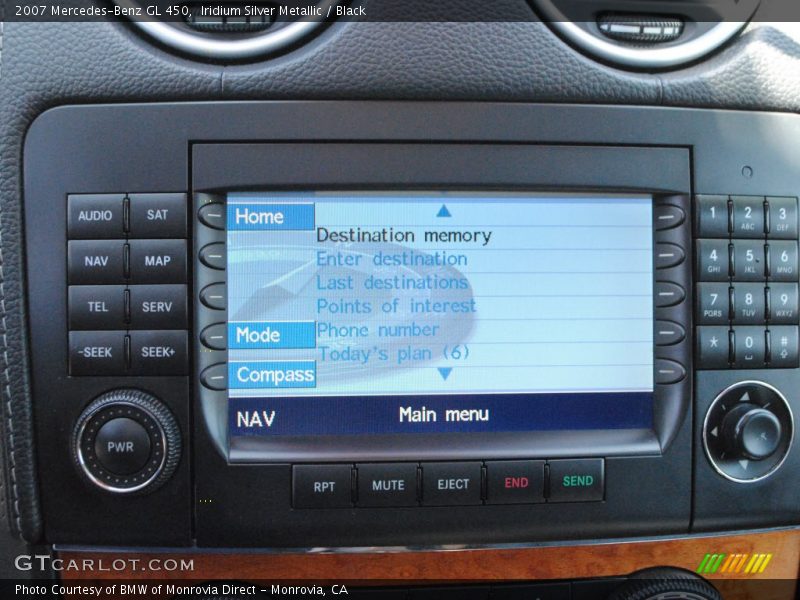 2007 Mercedes-Benz GL 450, Iridium Silver Metallic / Black
AUDIO SAT
NAV MAP
TEL SERV
-SEEK SEEK+
PWR
Home
Destination memory
Enter destination
Last destinations
Points of interest
Mode Phone number
Today's plan (6)
Compass
NAV Main menu
RPT MUTE EJECT END SEND
1 2 ABC 3 DEF
4 GHI 5 JKL 6 MNO
7 PQRS 8 TUV 9 WXYZ
* 0 #
GTCARLOT.COM
Photo Courtesy of BMW of Monrovia Direct - Monrovia, CA